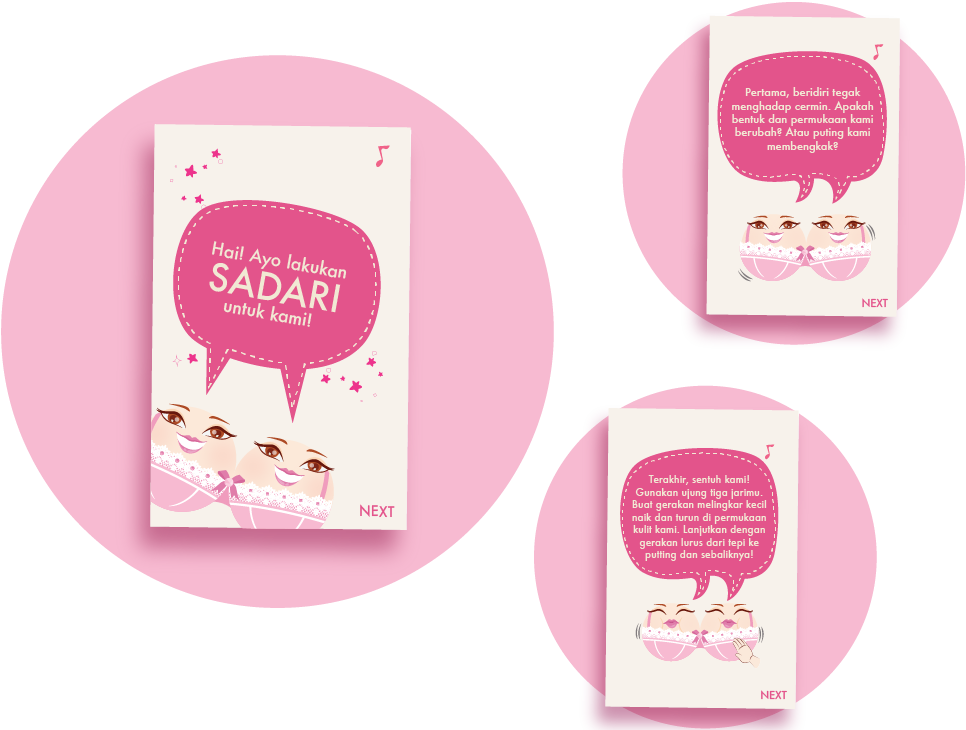 Hai! Ayo lakukan
SADARI
untuk kami!
NEXT
Pertama, beridiri tegak
menghadap cermin. Apakah
bentuk dan permukaan kami
berubah? Atau puting kami
membengkak?
NEXT
Terakhir, sentuh kami!
Gunakan ujung tiga jarimu.
Buat gerakan melingkar kecil
naik dan turun di permukaan
kulit kami. Lanjutkan dengan
gerakan lurus dari tepi ke
putting dan sebaliknya!
NEXT